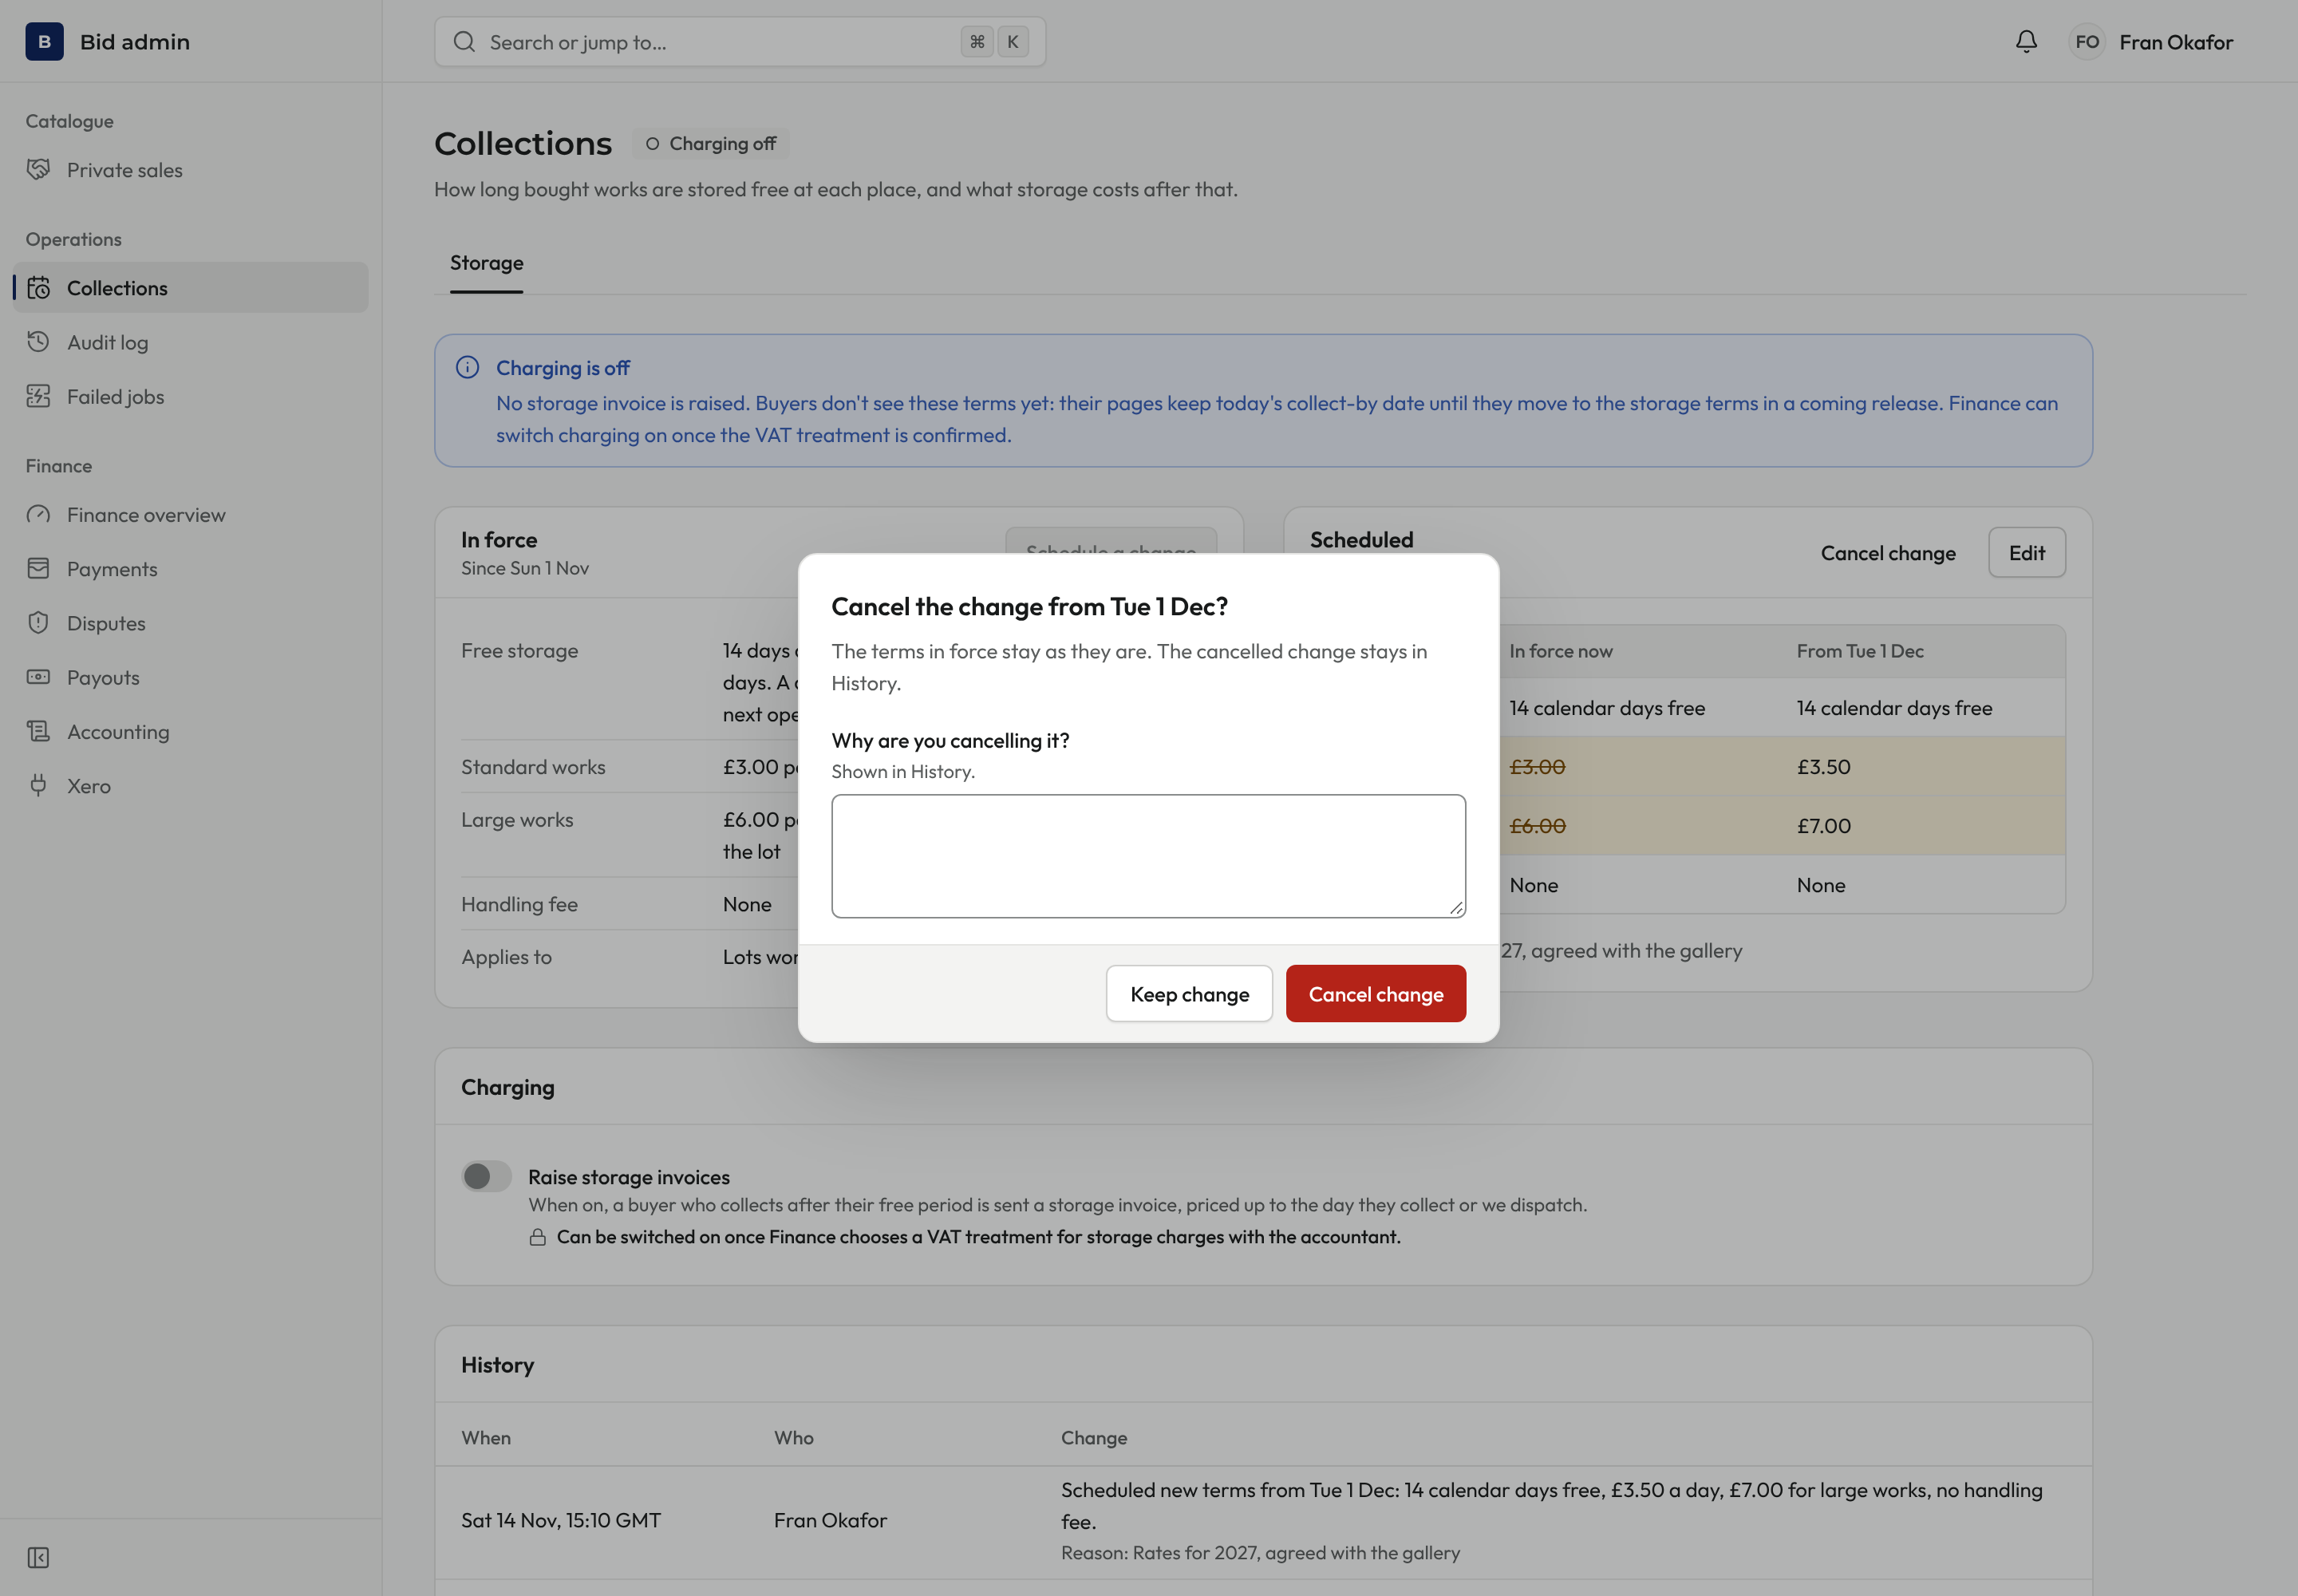 B
Bid admin
Search or jump to...
⌘ K
FO
Fran Okafor
Catalogue
Private sales
Operations
Collections
Audit log
Failed jobs
Finance
Finance overview
Payments
Disputes
Payouts
Accounting
Xero
Collections
Charging off
How long bought works are stored free at each place, and what storage costs after that.
Storage
Charging is off
No storage invoice is raised. Buyers don't see these terms yet: their pages keep today's collect-by date until they move to the storage terms in a coming release. Finance can
switch charging on once the VAT treatment is confirmed.
In force
Since Sun 1 Nov
Schedule a change
Free storage
14 days
days. A
next
Standard works
£3.00
Large works
£6.00
the lot
Handling fee
None
Applies to
Lots
Scheduled
Cancel change
Edit
In force now
From Tue 1 Dec
14 calendar days free
14 calendar days free
£3.00
£3.50
£6.00
£7.00
None
None
27, agreed with the gallery
Cancel the change from Tue 1 Dec?
The terms in force stay as they are. The cancelled change stays in
History.
Why are you cancelling it?
Shown in History.
Keep change
Cancel change
Charging
Raise storage invoices
When on, a buyer who collects after their free period is sent a storage invoice, priced up to the day they collect or we dispatch.
Can be switched on once Finance chooses a VAT treatment for storage charges with the accountant.
History
When
Who
Change
Sat 14 Nov, 15:10 GMT
Fran Okafor
Scheduled new terms from Tue 1 Dec: 14 calendar days free, £3.50 a day, £7.00 for large works, no handling
fee.
Reason: Rates for 2027, agreed with the gallery